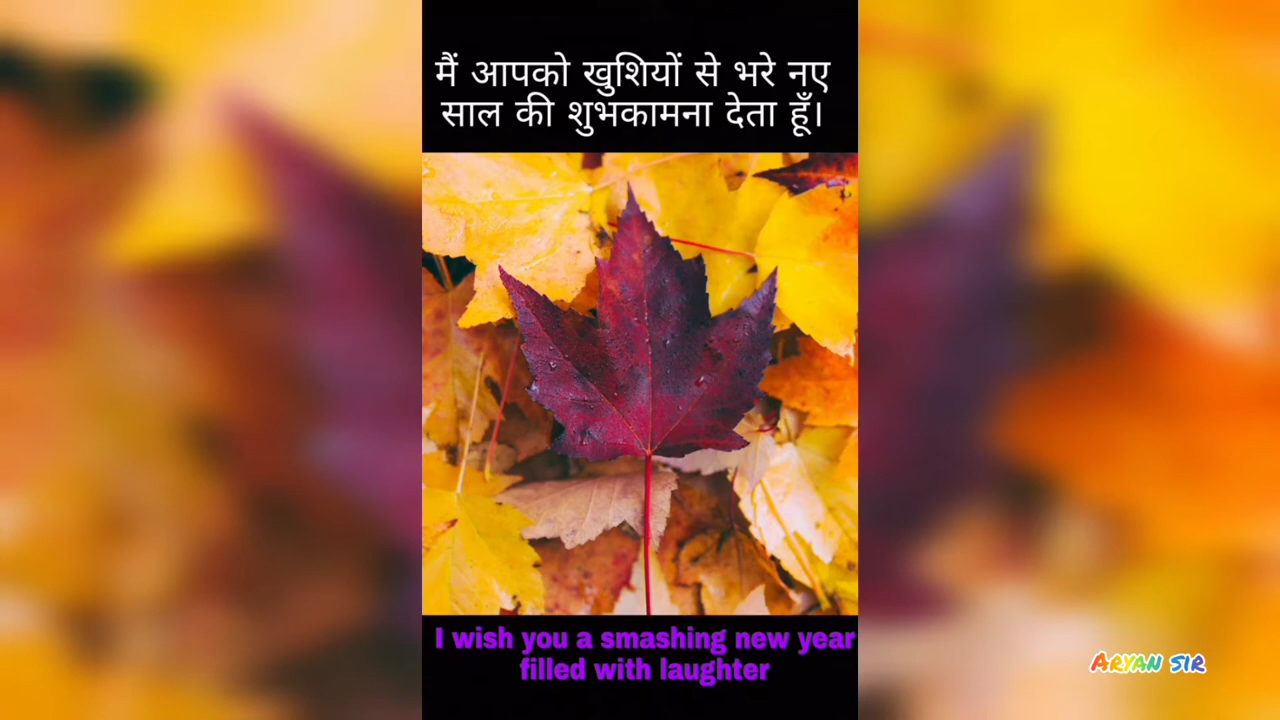 मैं आपको खुशियों से भरे नए
साल की शुभकामना देता हूँ।
I wish you a smashing new year
filled with laughter
ARYAN SIR